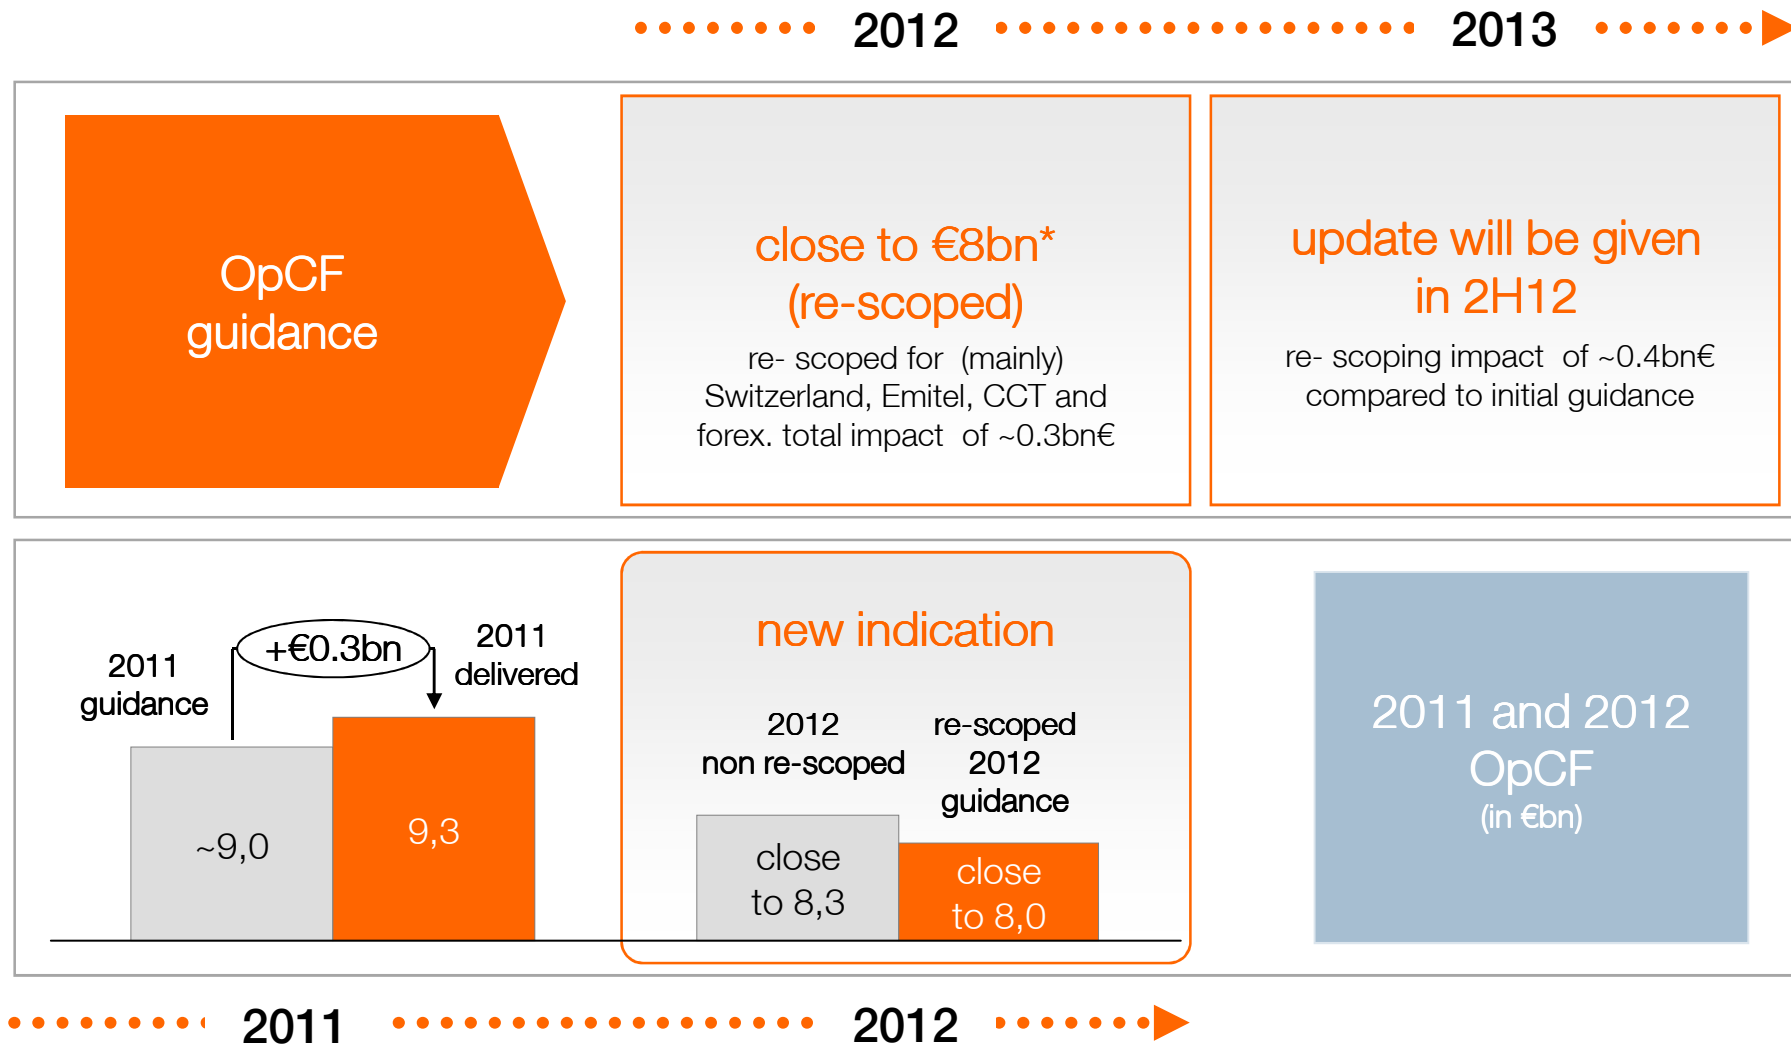 2012
2013
OpCF
guidance
close to €8bn*
(re-scoped)
re- scoped for (mainly)
Switzerland, Emitel, CCT and
forex. total impact of ~0.3bn€
update will be given
in 2H12
re- scoping impact of ~0.4bn€
compared to initial guidance
2011
guidance
+€0.3bn
2011
delivered
~9,0
9,3
new indication
2012
non re-scoped
re-scoped
2012
guidance
close
to 8,3
close
to 8,0
2011 and 2012
OpCF
(in €bn)
2011
2012